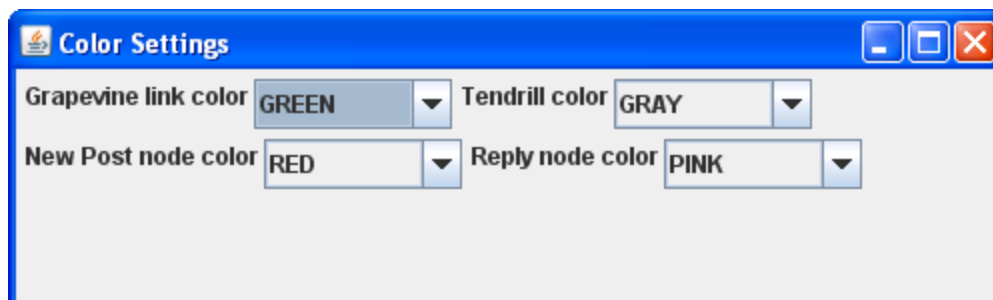 Color Settings
Grapevine link color GREEN Tendrill color GRAY
New Post node color RED Reply node color PINK